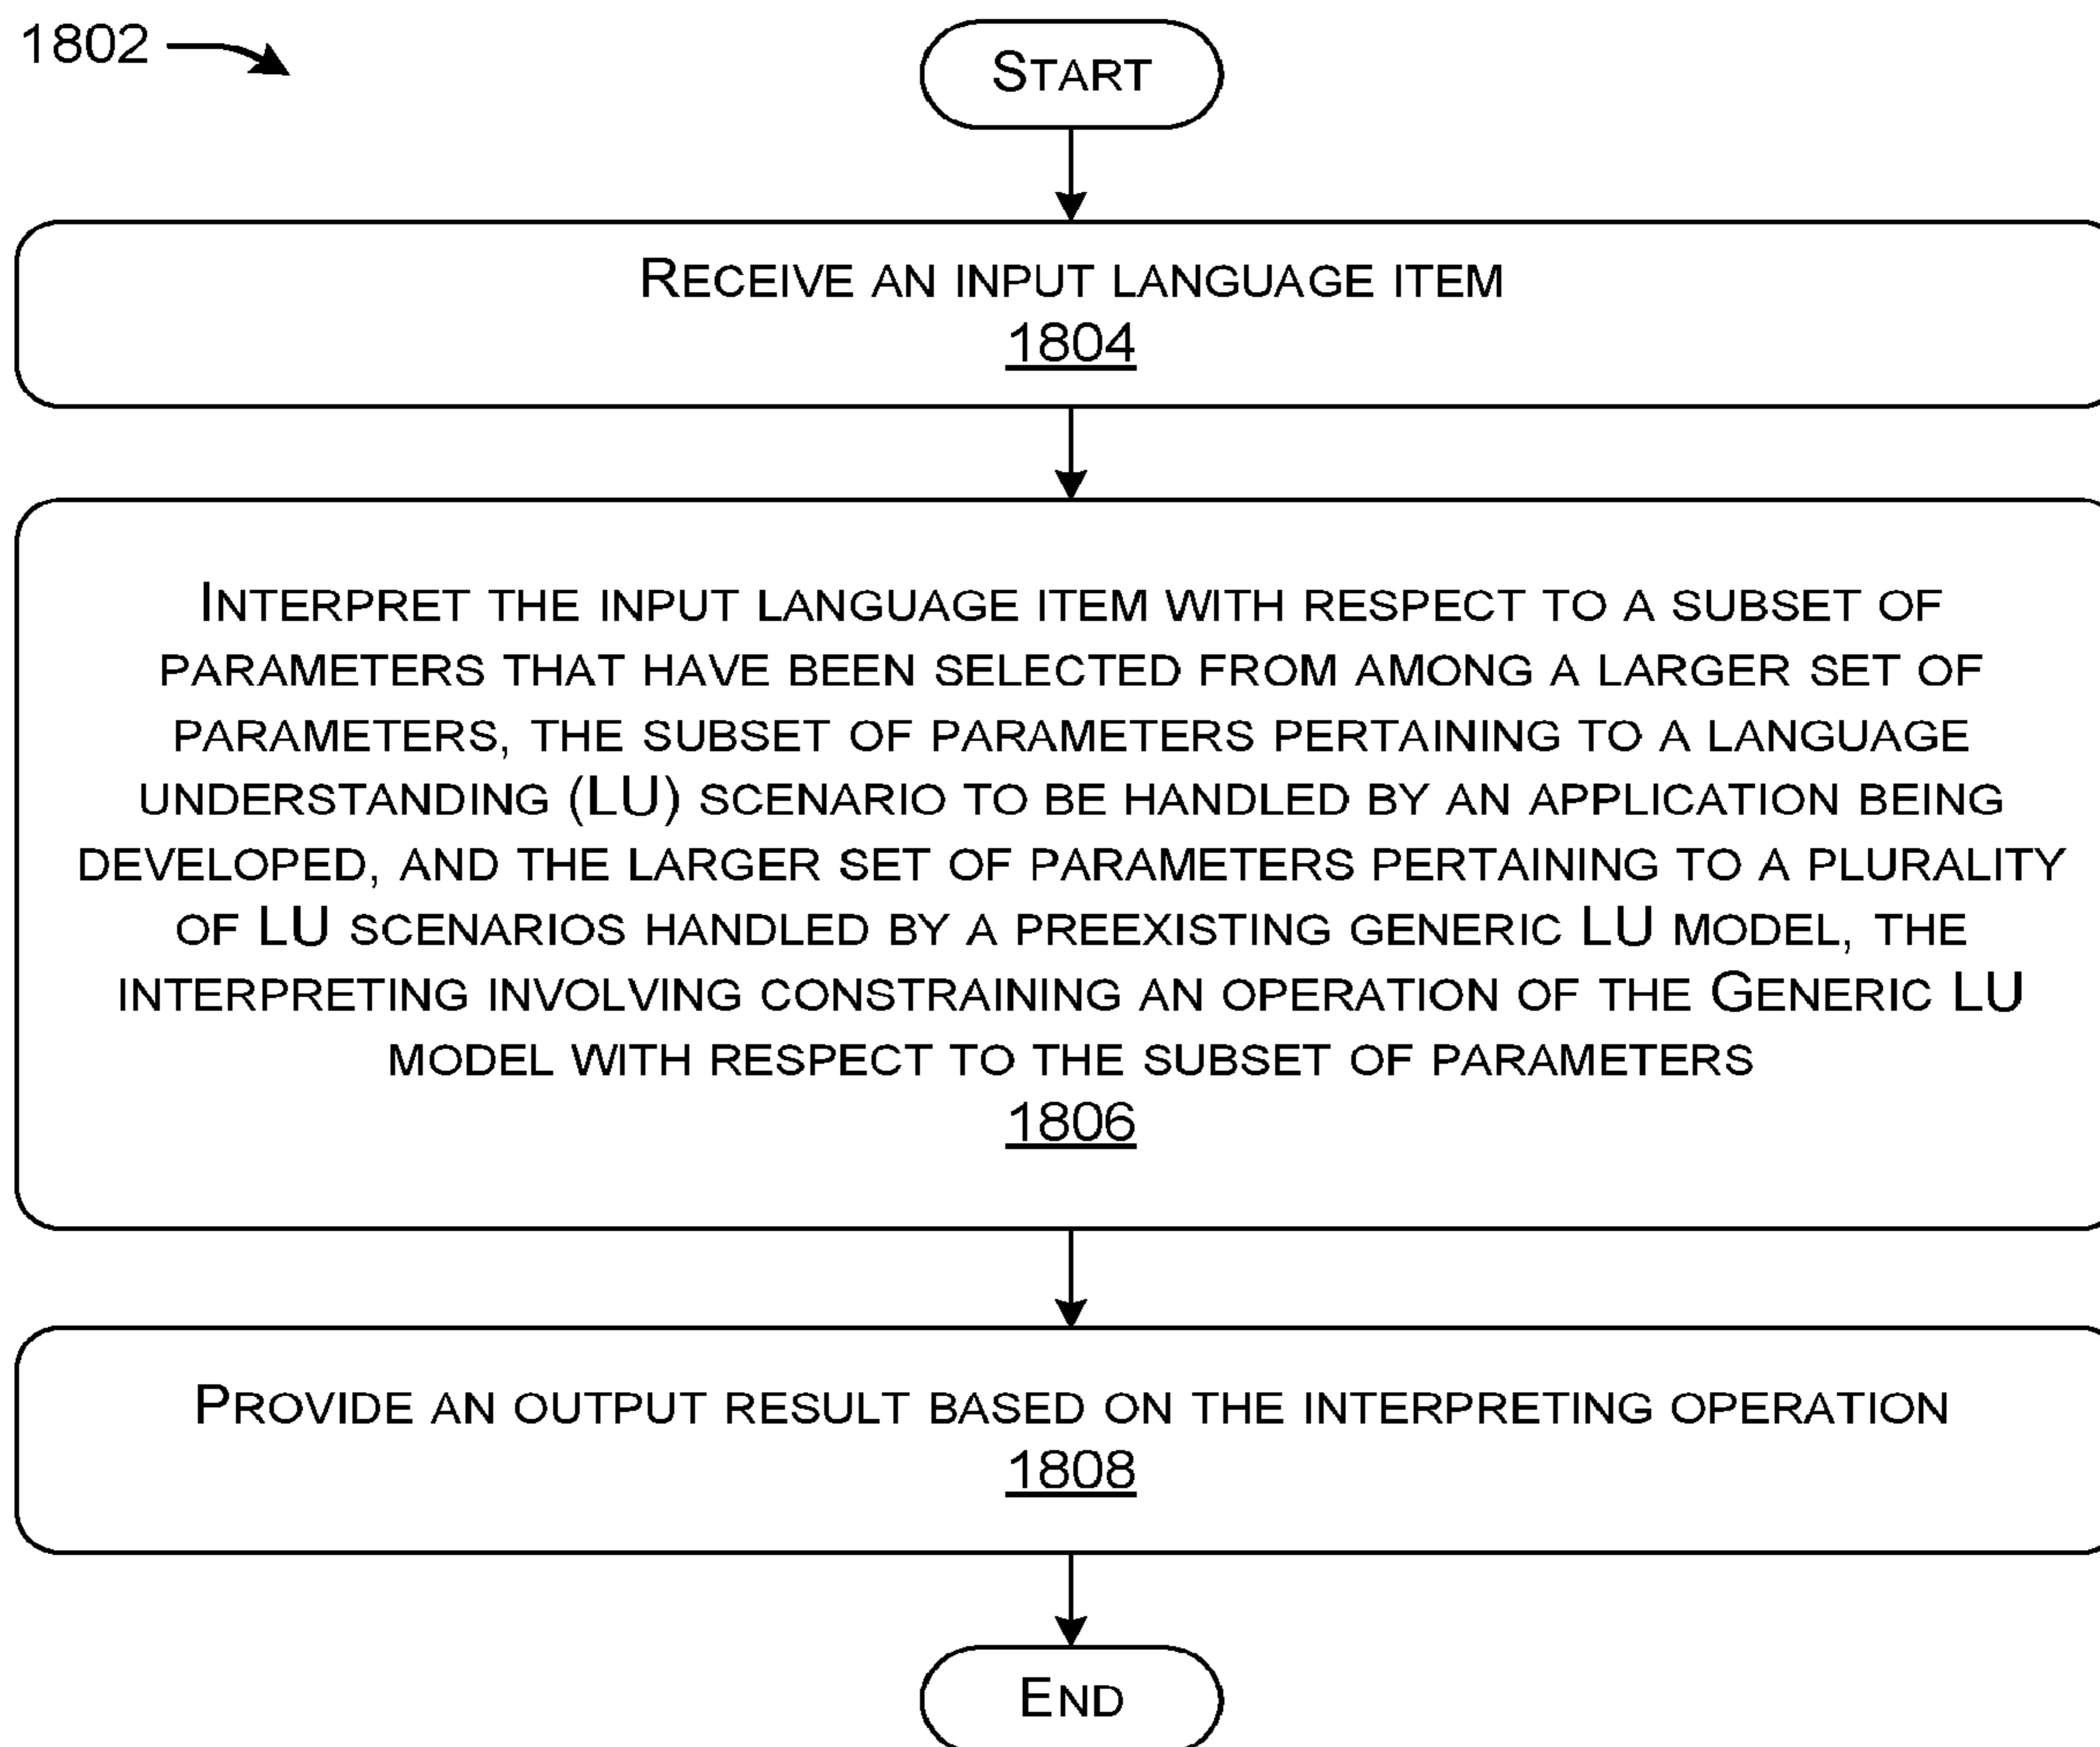 1802
START
RECEIVE AN INPUT LANGUAGE ITEM
1804
INTERPRET THE INPUT LANGUAGE ITEM WITH RESPECT TO A SUBSET OF
PARAMETERS THAT HAVE BEEN SELECTED FROM AMONG A LARGER SET OF
PARAMETERS, THE SUBSET OF PARAMETERS PERTAINING TO A LANGUAGE
UNDERSTANDING (LU) SCENARIO TO BE HANDLED BY AN APPLICATION BEING
DEVELOPED, AND THE LARGER SET OF PARAMETERS PERTAINING TO A PLURALITY
OF LU SCENARIOS HANDLED BY A PREEXISTING GENERIC LU MODEL, THE
INTERPRETING INVOLVING CONSTRAINING AN OPERATION OF THE GENERIC LU
MODEL WITH RESPECT TO THE SUBSET OF PARAMETERS
1806
PROVIDE AN OUTPUT RESULT BASED ON THE INTERPRETING OPERATION
1808
END